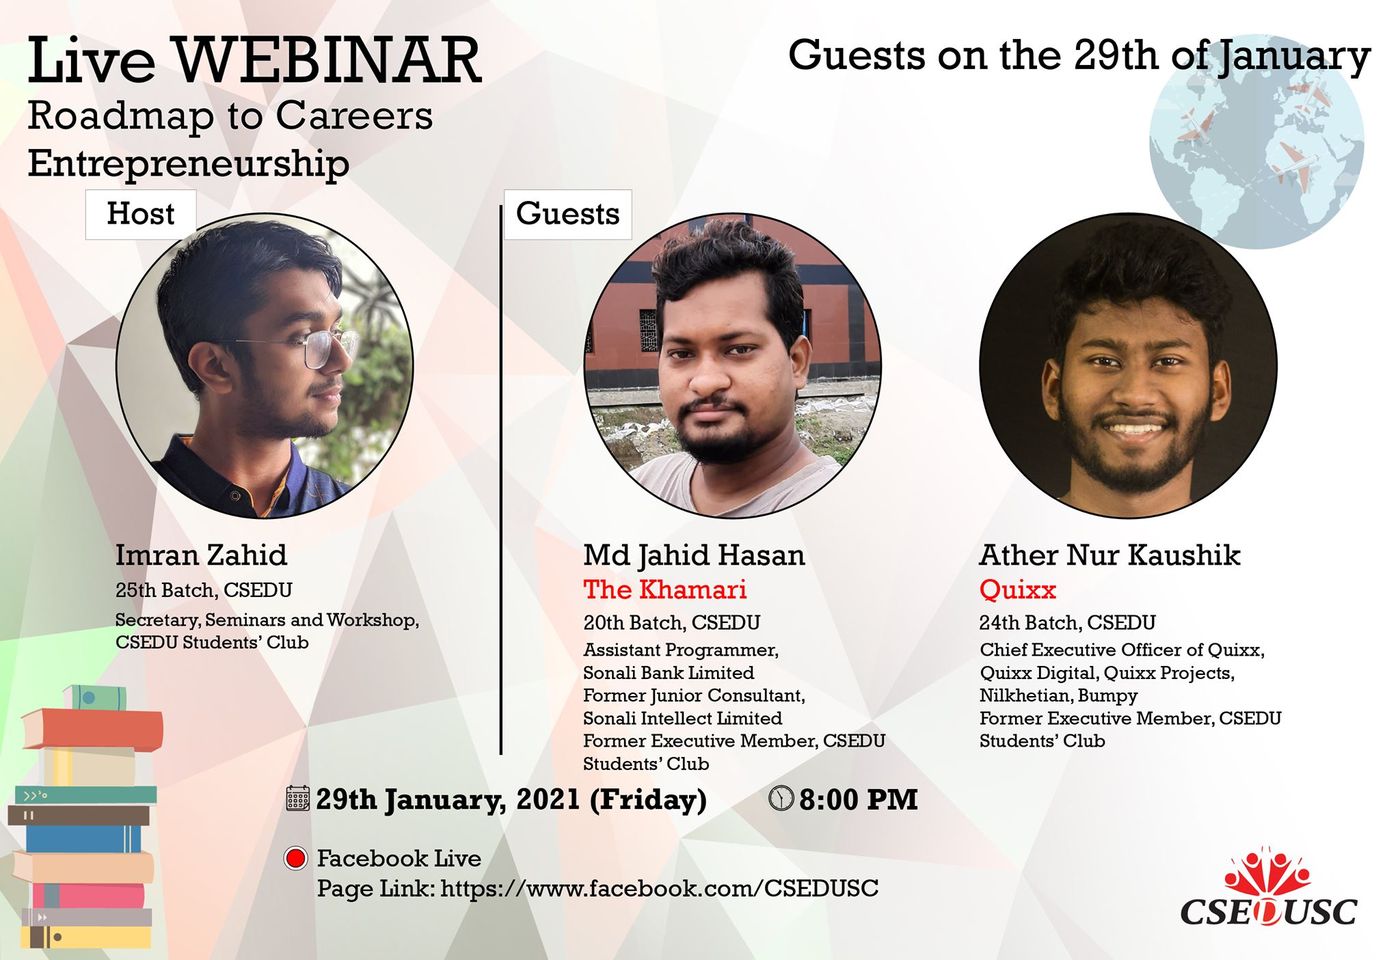 Live WEBINAR
Roadmap to Careers
Entrepreneurship
Guests on the 29th of January
Host
Guests
Imran Zahid
25th Batch, CSEDU
Secretary, Seminars and Workshop,
CSEDU Students' Club
Md Jahid Hasan
The Khamari
20th Batch, CSEDU
Assistant Programmer,
Sonali Bank Limited
Former Junior Consultant,
Sonali Intellect Limited
Former Executive Member, CSEDU
Students' Club
Ather Nur Kaushik
Quixx
24th Batch, CSEDU
Chief Executive Officer of Quixx,
Quixx Digital, Quixx Projects,
Nilkhetian, Bumpy
Former Executive Member, CSEDU
Students' Club
29th January, 2021 (Friday)
8:00 PM
Facebook Live
Page Link: https://www.facebook.com/CSEDUSC
CSEDUSC